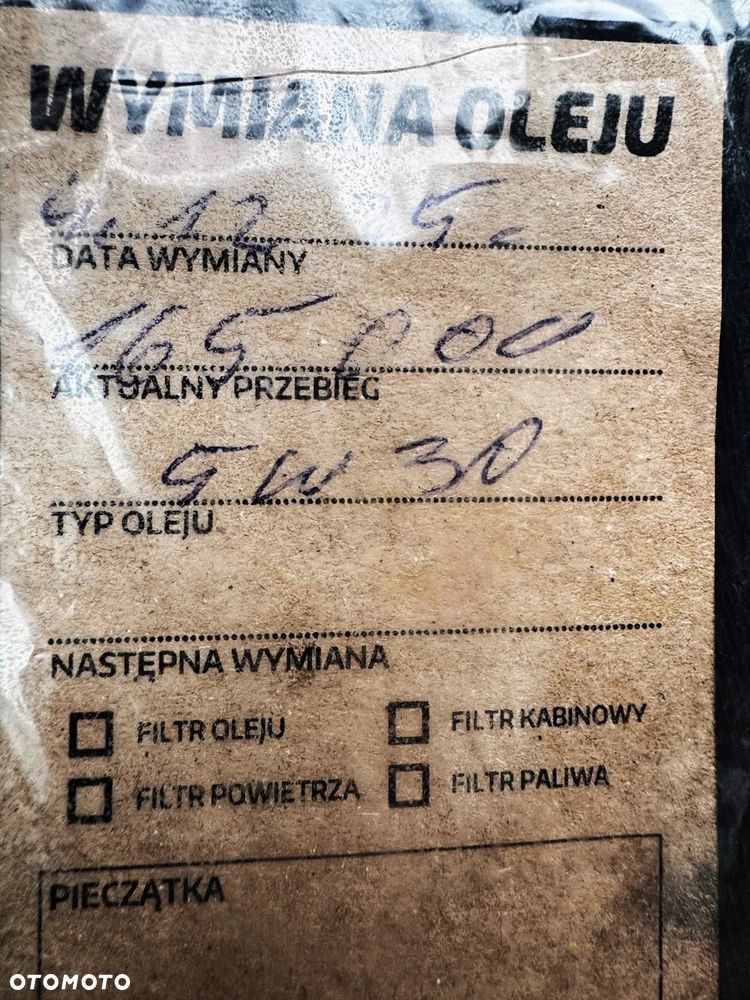 WYMIANA OLEJU
12 25.
DATA WYMIANY
165 000
AKTUALNY PRZEBIEG
5W30
TYP OLEJU
NASTĘPNA WYMIANA
FILTR OLEJU FILTR KABINOWY
FILTR POWIETRZA FILTR PALIWA
PIECZĄTKA
OTOMOTO